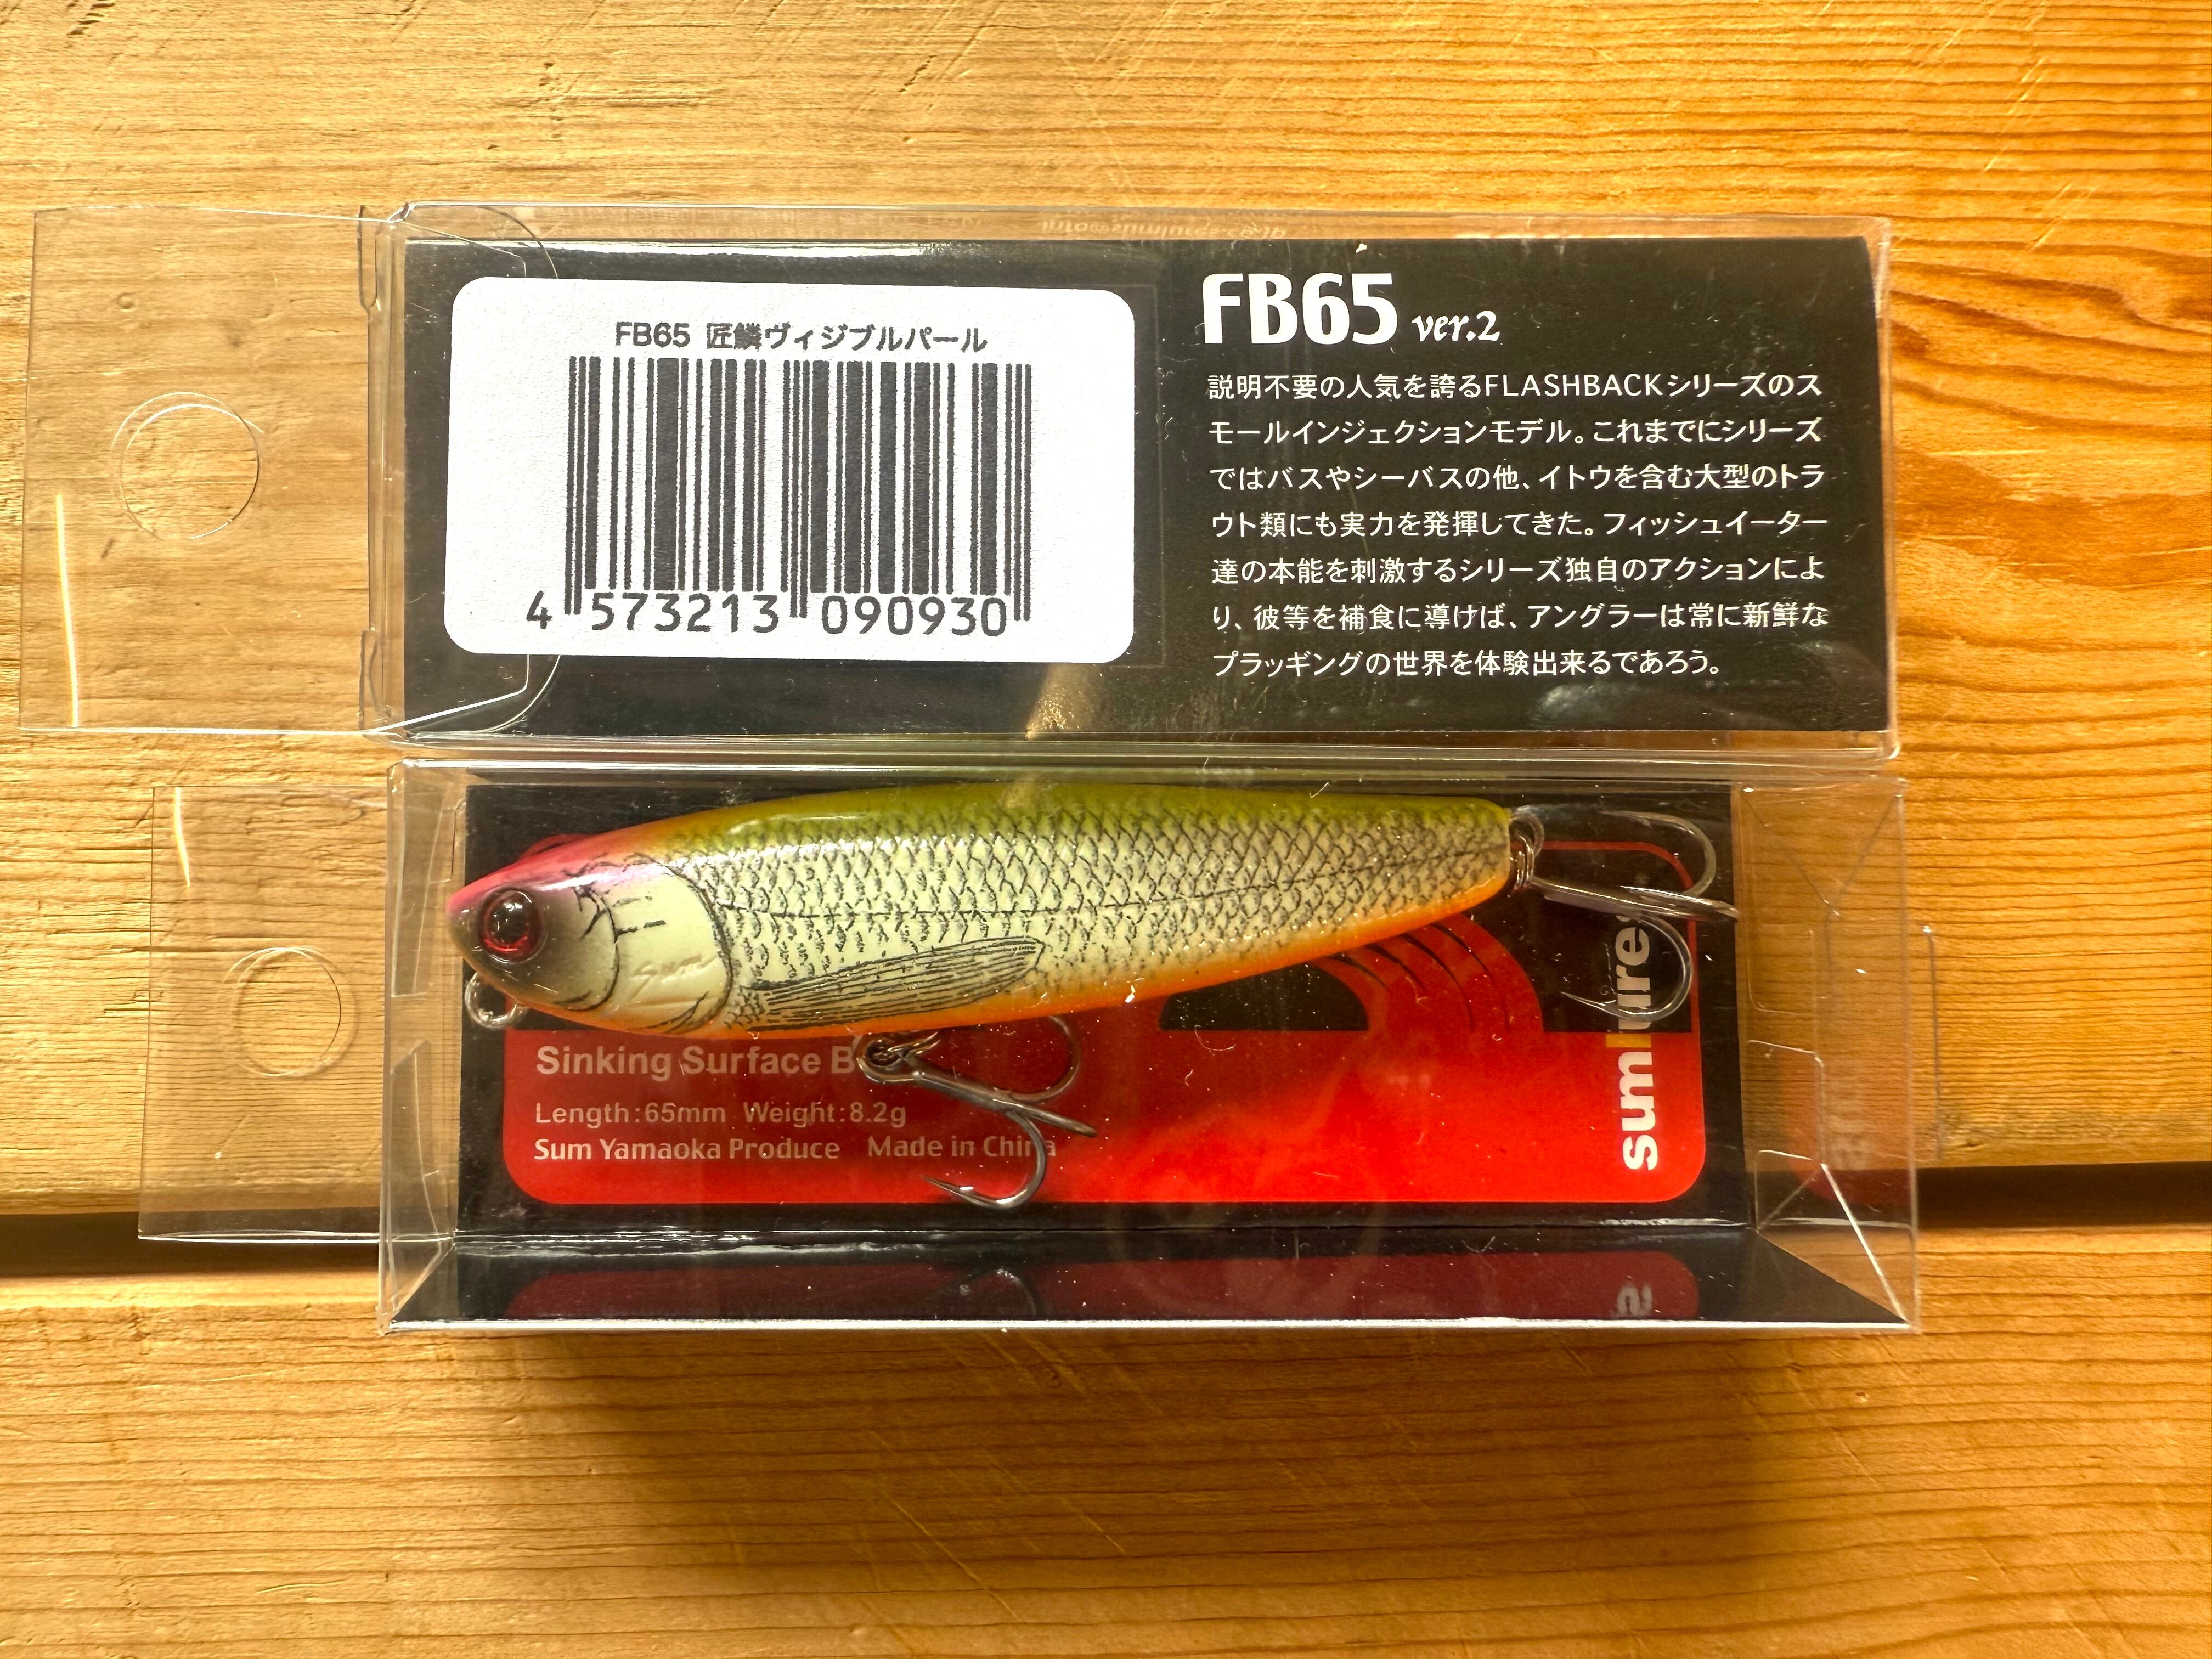 FB65 匠鱗ヴィジブルパール
4 573213 090930
FB65 ver.2
説明不要の人気を誇るFLASHBACKシリーズのス
モールインジェクションモデル。これまでにシリーズ
ではバスやシーバスの他、イトウを含む大型のトラ
ウト類にも実力を発揮してきた。フィッシュイーター
達の本能を刺激するシリーズ独自のアクションによ
り、彼等を補食に導けば、アングラーは常に新鮮な
プラッギングの世界を体験出来るであろう。
Sum
Sinking Surface B
Length:65mm Weight:8.2g
Sum Yamaoka Produce Made in China
sumlures